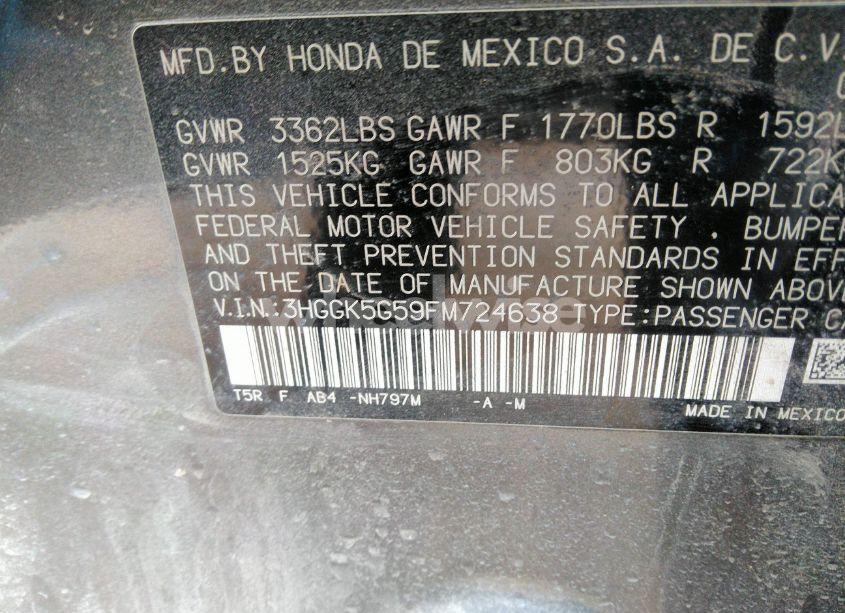 MFD.BY HONDA DE MEXICO S.A. DE C.V.
GVWR 3362LBS GAWR F 1770LBS R 1592L
GVWR 1525KG GAWR F 803KG R 722K
THIS VEHICLE CONFORMS TO ALL APPLICA
FEDERAL MOTOR VEHICLE SAFETY , BUMPER
AND THEFT PREVENTION STANDARDS IN EFF
ON THE DATE OF MANUFACTURE SHOWN ABOV
V.I.N.:3HGGK5G59FM724638 TYPE:PASSENGER CA
T5R F AB4 -NH797M -A -M
MADE IN MEXICO